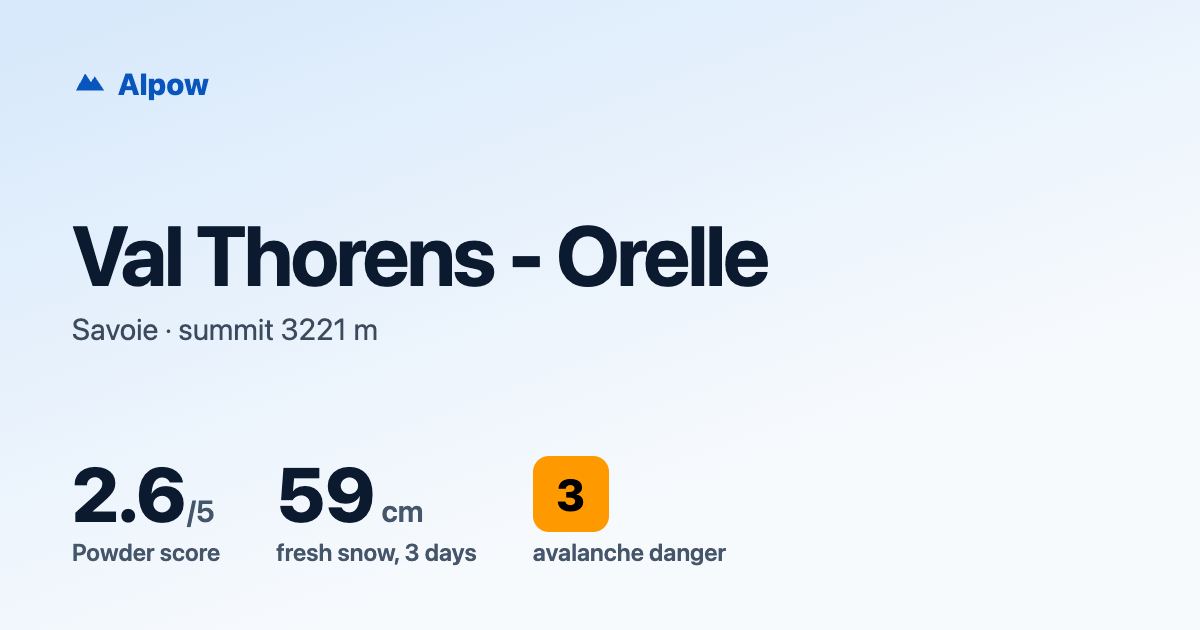 Alpow
Val Thorens - Orelle
Savoie · summit 3221 m
2.6/5
Powder score
59 cm
fresh snow, 3 days
3
avalanche danger